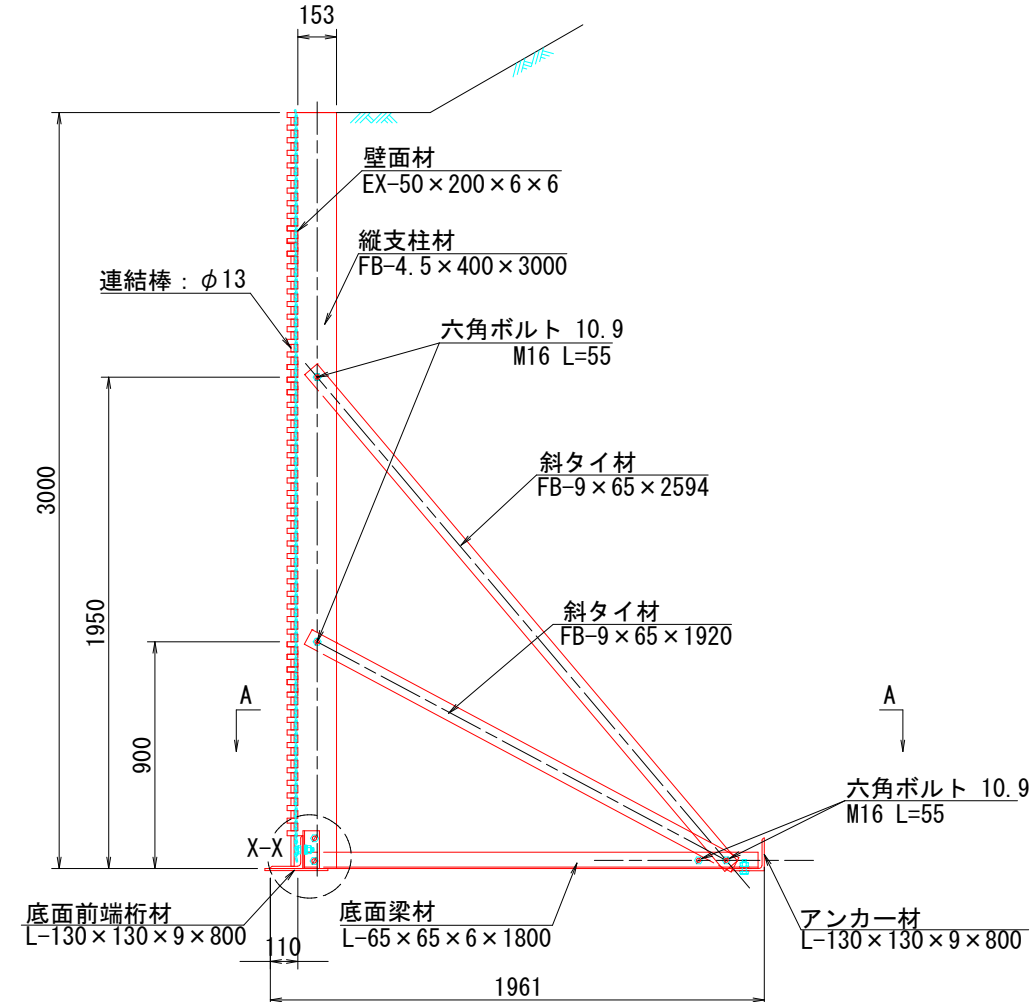 153
壁面材
EX-50×200×6×6
縦支柱材
FB-4.5×400×3000
連結棒：φ13
六角ボルト 10.9
M16 L=55
3000
斜タイ材
FB-9×65×2594
1950
斜タイ材
FB-9×65×1920
A
A
900
六角ボルト 10.9
M16 L=55
X-X
底面前端桁材
L-130×130×9×800
底面梁材
L-65×65×6×1800
アンカー材
L-130×130×9×800
110
1961